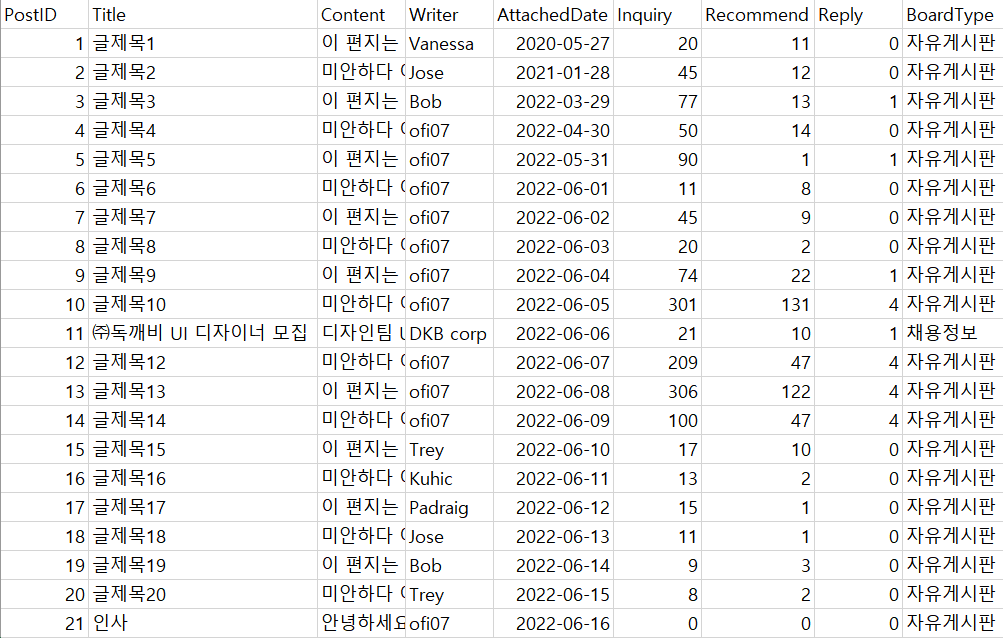 PostID Title Content Writer AttachedDate Inquiry Recommend Reply BoardType
1 글제목1 이 편지는 Vanessa 2020-05-27 20 11 0 자유게시판
2 글제목2 미안하다 Jose 2021-01-28 45 12 0 자유게시판
3 글제목3 이 편지는 Bob 2022-03-29 77 13 1 자유게시판
4 글제목4 미안하다 ofi07 2022-04-30 50 14 0 자유게시판
5 글제목5 이 편지는 ofi07 2022-05-31 90 1 1 자유게시판
6 글제목6 미안하다 ofi07 2022-06-01 11 8 0 자유게시판
7 글제목7 이 편지는 ofi07 2022-06-02 45 9 0 자유게시판
8 글제목8 미안하다 ofi07 2022-06-03 20 2 0 자유게시판
9 글제목9 이 편지는 ofi07 2022-06-04 74 22 1 자유게시판
10 글제목10 미안하다 ofi07 2022-06-05 301 131 4 자유게시판
11 ㈜독깨비 UI 디자이너 모집 디자인팀 DKB corp 2022-06-06 21 10 1 채용정보
12 글제목12 미안하다 ofi07 2022-06-07 209 47 4 자유게시판
13 글제목13 이 편지는 ofi07 2022-06-08 306 122 4 자유게시판
14 글제목14 미안하다 ofi07 2022-06-09 100 47 4 자유게시판
15 글제목15 이 편지는 Trey 2022-06-10 17 10 0 자유게시판
16 글제목16 미안하다 Kuhic 2022-06-11 13 2 0 자유게시판
17 글제목17 이 편지는 Padraig 2022-06-12 15 1 0 자유게시판
18 글제목18 미안하다 Jose 2022-06-13 11 1 0 자유게시판
19 글제목19 이 편지는 Bob 2022-06-14 9 3 0 자유게시판
20 글제목20 미안하다 Trey 2022-06-15 8 2 0 자유게시판
21 인사 안녕하세요 ofi07 2022-06-16 0 0 0 자유게시판